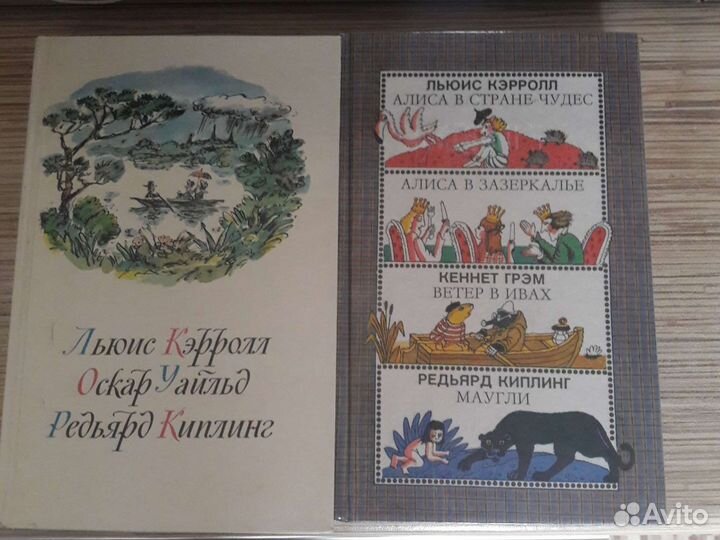 Льюис Кэрролл
Оскар Уайльд
Редьярд Киплинг
ЛЬЮИС КЭРРОЛЛ
АЛИСА В СТРАНЕ ЧУДЕС
АЛИСА В ЗАЗЕРКАЛЬЕ
КЕННЕТ ГРЭМ
ВЕТЕР В ИВАХ
РЕДЬЯРД КИПЛИНГ
МАУГЛИ
Avito